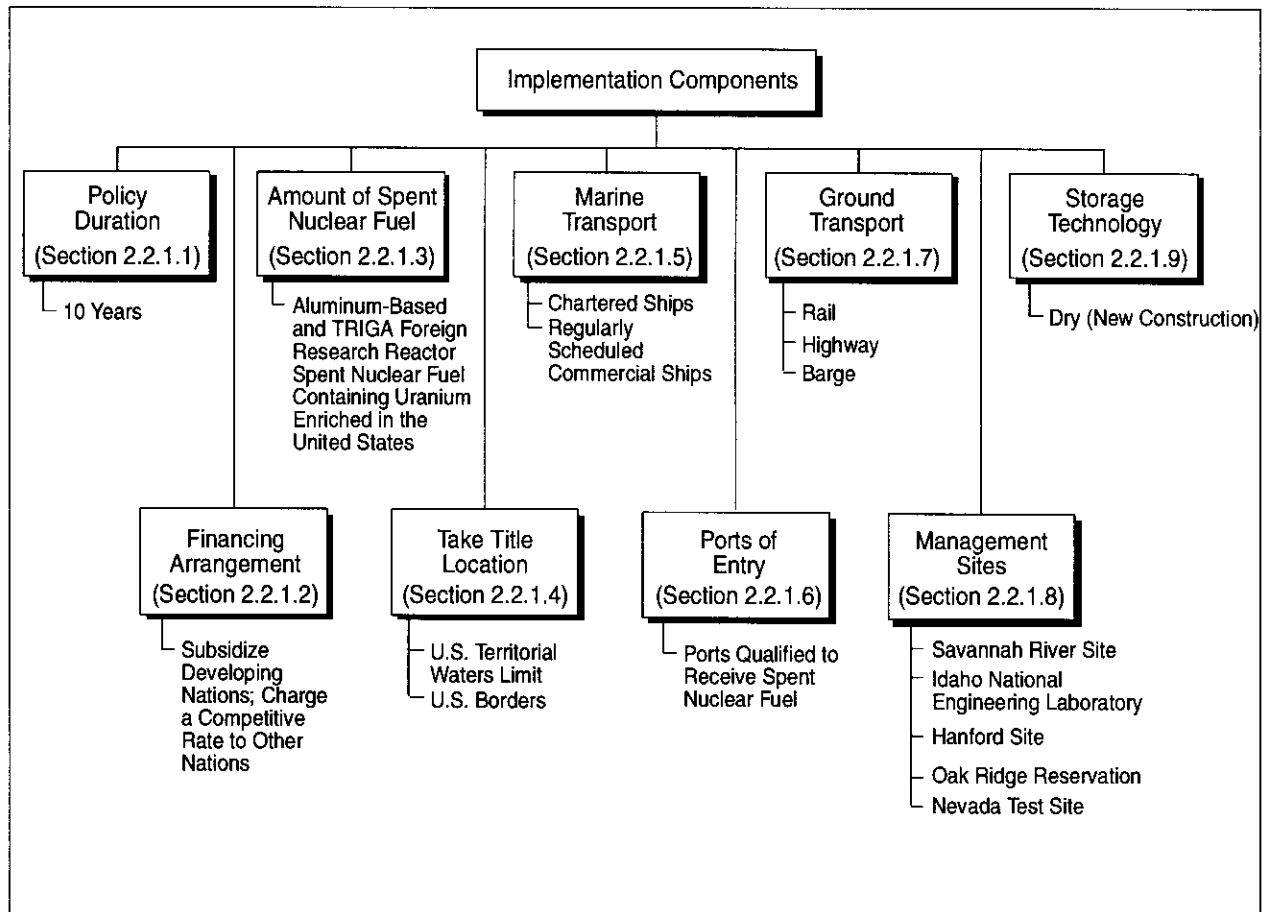 Implementation Components
Policy
Duration
(Section 2.2.1.1)
10 Years
Amount of Spent
Nuclear Fuel
(Section 2.2.1.3)
Aluminum-Based
and TRIGA Foreign
Research Reactor
Spent Nuclear Fuel
Containing Uranium
Enriched in the
United States
Marine
Transport
(Section 2.2.1.5)
Chartered Ships
Regularly
Scheduled
Commercial Ships
Ground
Transport
(Section 2.2.1.7)
Rail
Highway
Barge
Storage
Technology
(Section 2.2.1.9)
Dry (New Construction)
Financing
Arrangement
(Section 2.2.1.2)
Subsidize
Developing
Nations; Charge
a Competitive
Rate to Other
Nations
Take Title
Location
(Section 2.2.1.4)
U.S. Territorial
Waters Limit
U.S. Borders
Ports of
Entry
(Section 2.2.1.6)
Ports Qualified to
Receive Spent
Nuclear Fuel
Management
Sites
(Section 2.2.1.8)
Savannah River Site
Idaho National
Engineering Laboratory
Hanford Site
Oak Ridge Reservation
Nevada Test Site